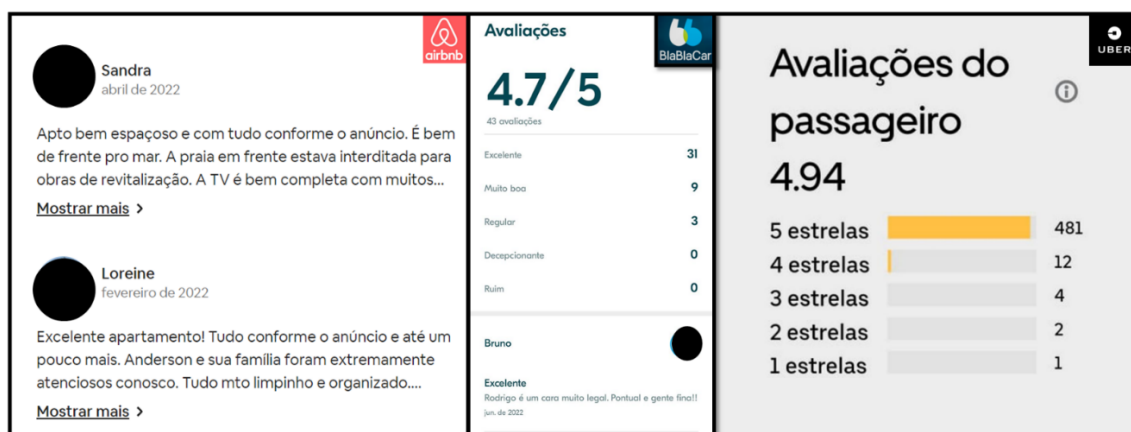 airbnb
Sandra
abril de 2022
Apto bem espaçoso e com tudo conforme o anúncio. É bem
de frente pro mar. A praia em frente estava interditada para
obras de revitalização. A TV é bem completa com muitos...
Mostrar mais >
Loreine
fevereiro de 2022
Excelente apartamento! Tudo conforme o anúncio e até um
pouco mais. Anderson e sua família foram extremamente
atenciosos conosco. Tudo mto limpinho e organizado....
Mostrar mais >
Avaliações
BlaBlaCar
4.7/5
43 avaliações
Excelente 31
Muito boa 9
Regular 3
Decepcionante 0
Ruim 0
Bruno
Excelente
Rodrigo é um cara muito legal. Pontual e gente fina!!
jun. de 2022
UBER
Avaliações do
passageiro
4.94
5 estrelas 481
4 estrelas 12
3 estrelas 4
2 estrelas 2
1 estrelas 1